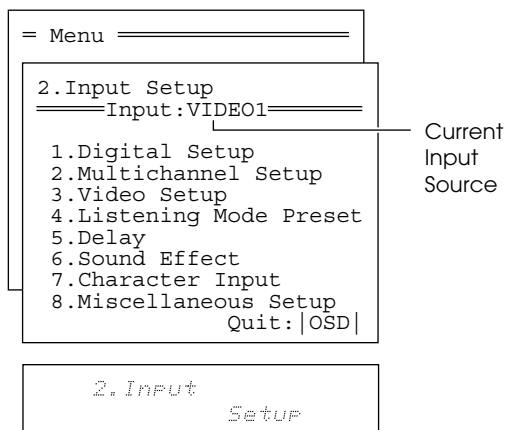 Menu
2.Input Setup
Input:VIDEO1
Current
Input
Source
1.Digital Setup
2.Multichannel Setup
3.Video Setup
4.Listening Mode Preset
5.Delay
6.Sound Effect
7.Character Input
8.Miscellaneous Setup
Quit:|OSD|
2.Input
Setup